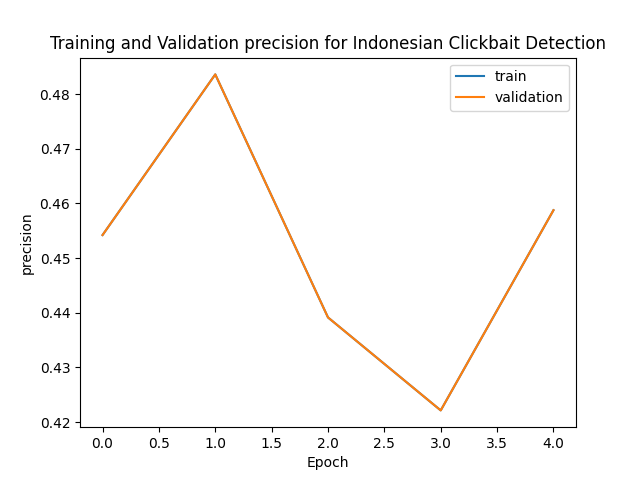 Training and Validation precision for Indonesian Clickbait Detection
train
validation
0.48
0.47
0.46
0.45
0.44
0.43
0.42
precision
0.0 0.5 1.0 1.5 2.0 2.5 3.0 3.5 4.0
Epoch